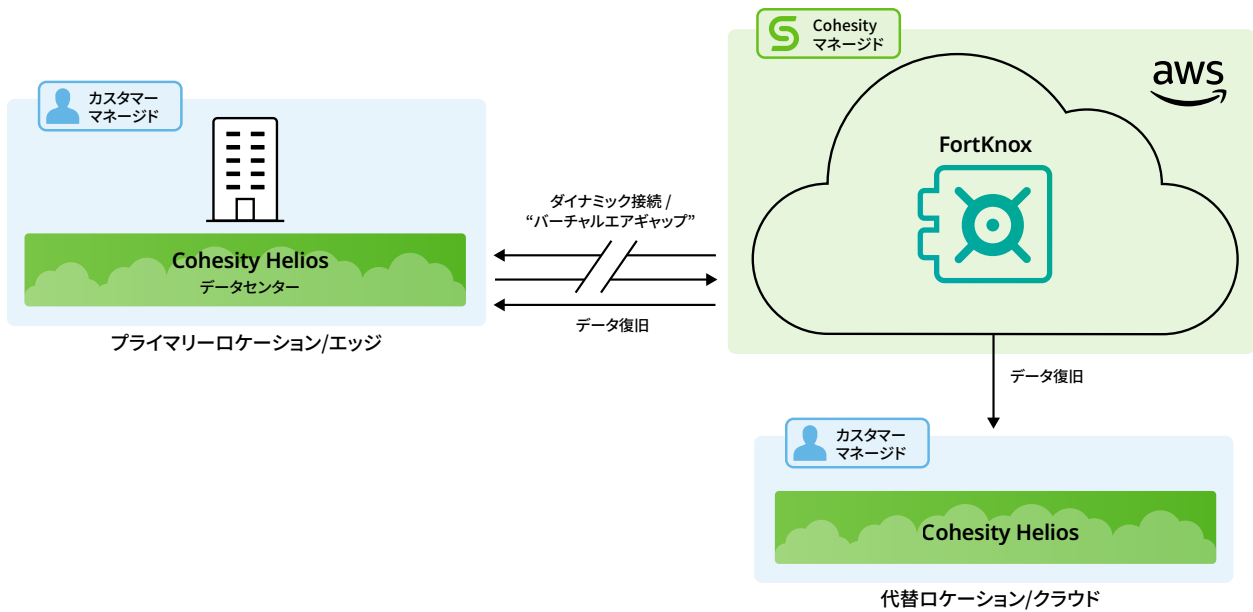 カスタマー
マネージド
Cohesity Helios
データセンター
プライマリーロケーション/エッジ
ダイナミック接続 /
“バーチャルエアギャップ”
データ復旧
Cohesity
マネージド
aws
FortKnox
データ復旧
カスタマー
マネージド
Cohesity Helios
代替ロケーション/クラウド